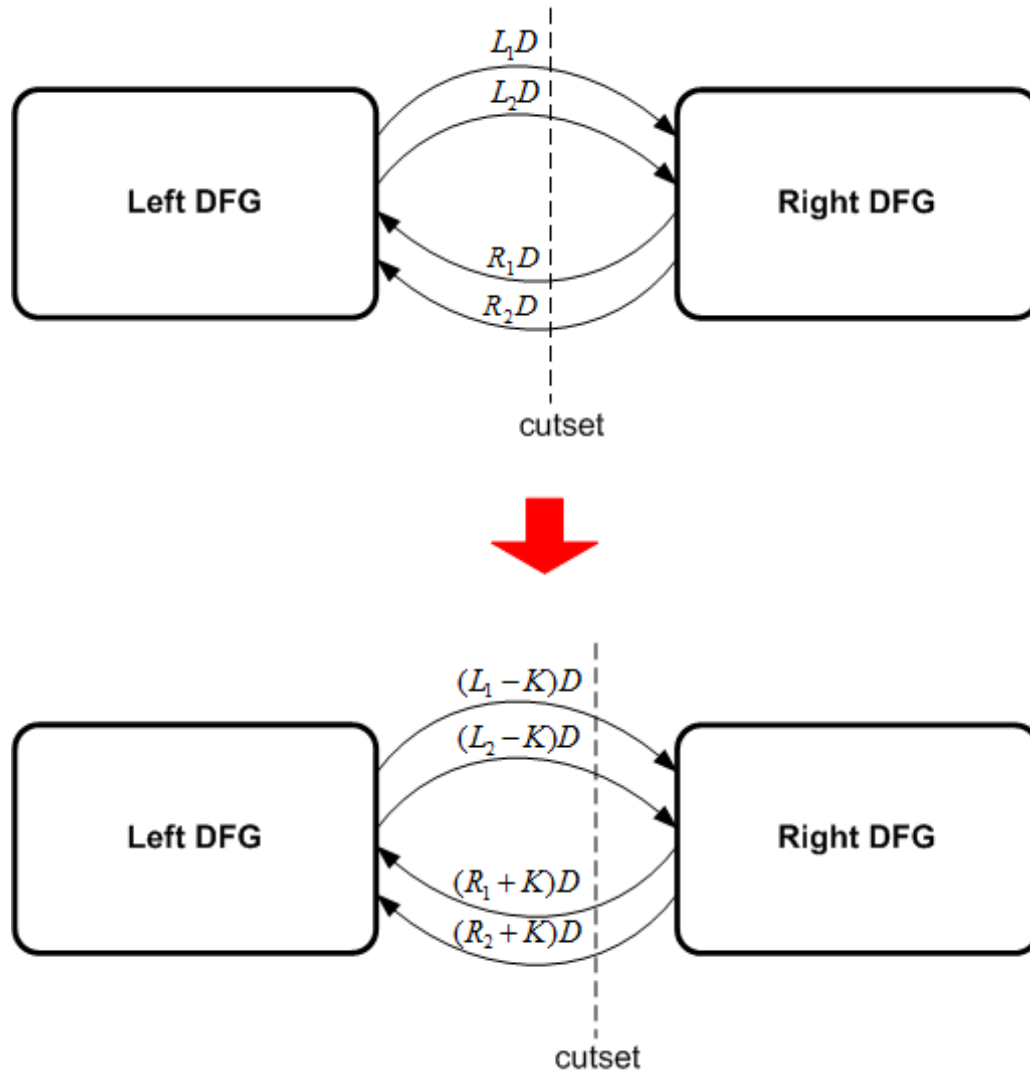 L₁D
L₂D
Left DFG
Right DFG
R₁D
R₂D
cutset
(L₁ − K)D
(L₂ − K)D
Left DFG
Right DFG
(R₁ + K)D
(R₂ + K)D
cutset